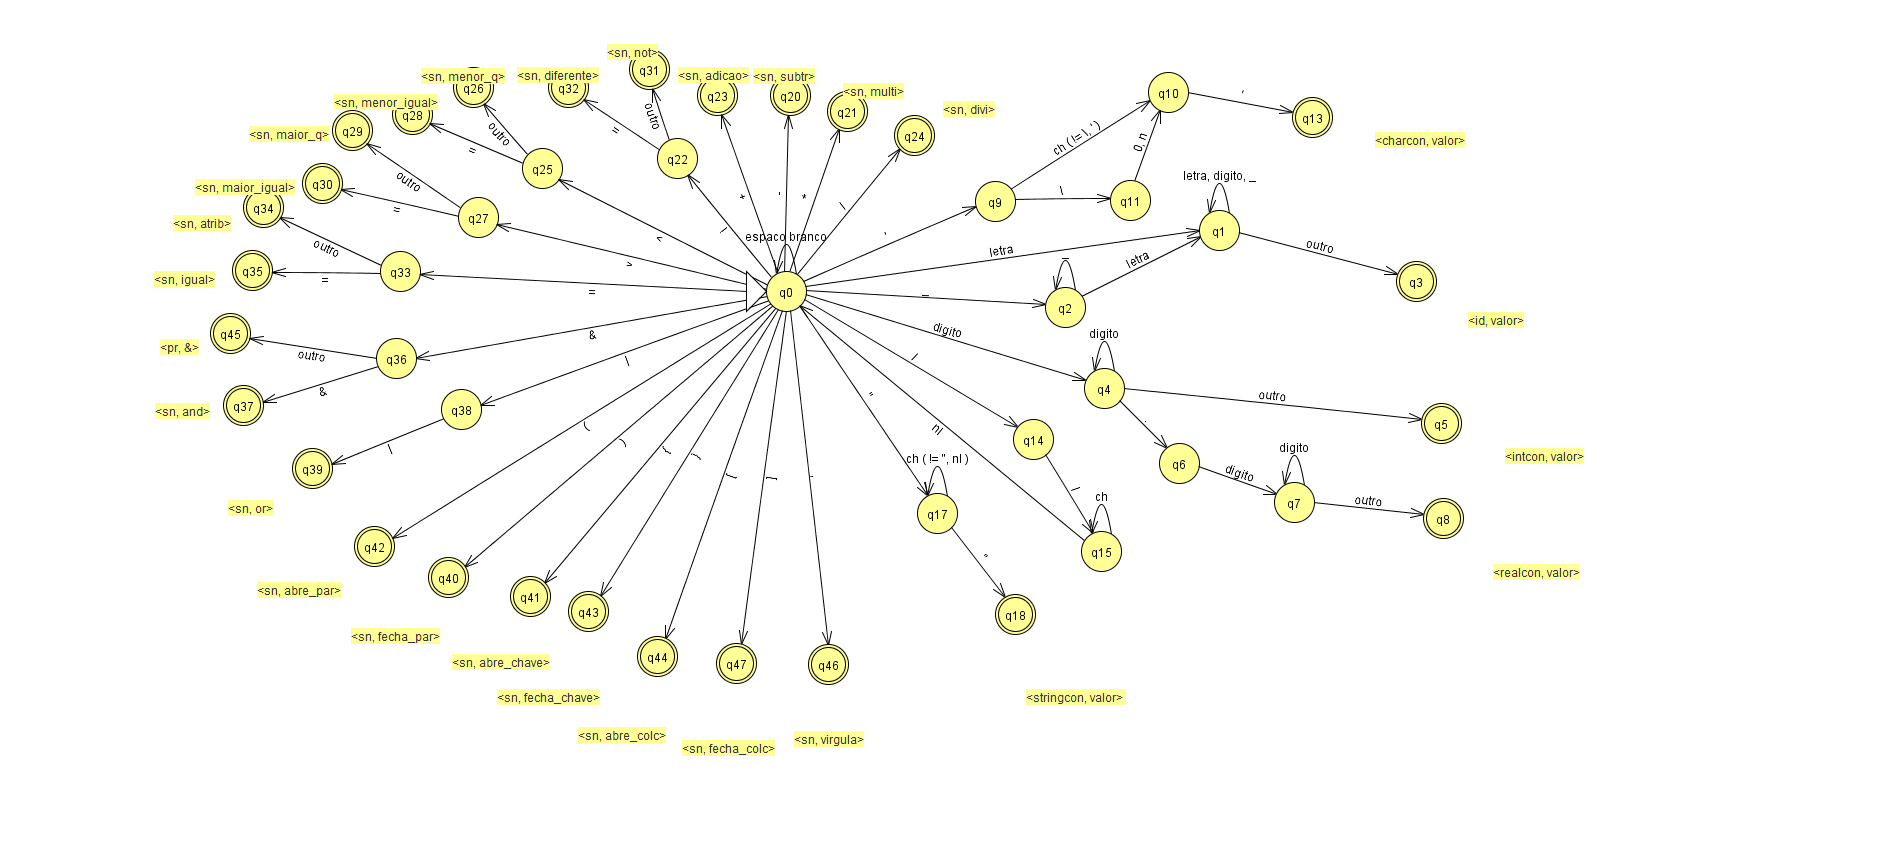 <sn, not>
q31
<sn, menor_q>
q26
<sn, diferente>
q32
<sn, adicao>
q23
<sn, subtr>
q20
<sn, multi>
q21
<sn, divi>
q24
q10
'
q13
<charcon, valor>
<sn, menor_igual>
q28
<sn, maior_q>
q29
outro
=
q25
outro
=
q22
outro
+
-
*
/
ch ( != \, ' )
0, n
q9
\
q11
letra, digito, _
q1
outro
q3
<id, valor>
<sn, maior_igual>
q30
outro
=
q27
<
!
'
q34
<sn, atrib>
outro
>
espaco branco
letra
<sn, igual>
q35
=
q33
=
q0
_
_
q2
letra
q45
<pr, &>
outro
q36
&
&
q37
<sn, and>
q38
|
|
q39
<sn, or>
digito
digito
q4
outro
q5
<intcon, valor>
.
q6
digito
digito
q7
outro
q8
<realcon, valor>
/
q14
/
nl
ch
q15
"
ch ( != ", nl )
q17
"
q18
<stringcon, valor>
(
)
{
}
[
]
q42
<sn, abre_par>
q40
<sn, fecha_par>
q41
<sn, abre_chave>
q43
<sn, fecha_chave>
q44
<sn, abre_colc>
q47
<sn, fecha_colc>
q46
<sn, virgula>